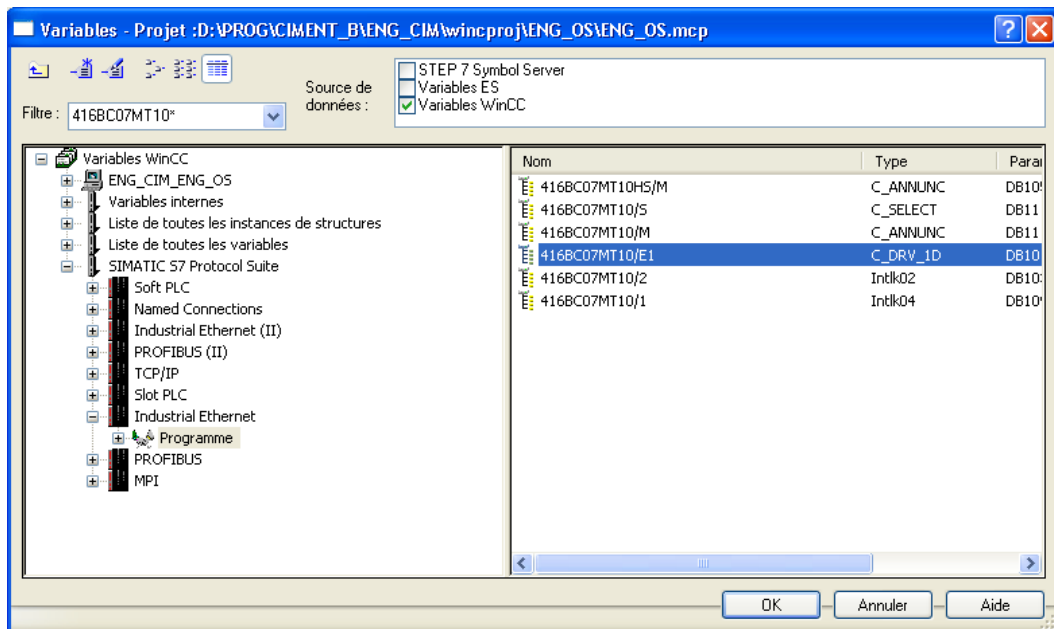 Variables - Projet :D:\PROG\CIMENT_B\ENG_CIM\wincproj\ENG_OS\ENG_OS.mcp
Filtre :
416BC07MT10*
Source de
données :
STEP 7 Symbol Server
Variables ES
Variables WinCC
Variables WinCC
ENG_CIM_ENG_OS
Variables internes
Liste de toutes les instances de structures
Liste de toutes les variables
SIMATIC S7 Protocol Suite
Soft PLC
Named Connections
Industrial Ethernet (II)
PROFIBUS (II)
TCP/IP
Slot PLC
Industrial Ethernet
Programme
PROFIBUS
MPI
Nom Type Parai
416BC07MT10HS/M C_ANNUNC DB10
416BC07MT10/S C_SELECT DB11
416BC07MT10/M C_ANNUNC DB11
416BC07MT10/E1 C_DRV_1D DB10
416BC07MT10/2 Intlk02 DB10
416BC07MT10/1 Intlk04 DB10
OK Annuler Aide